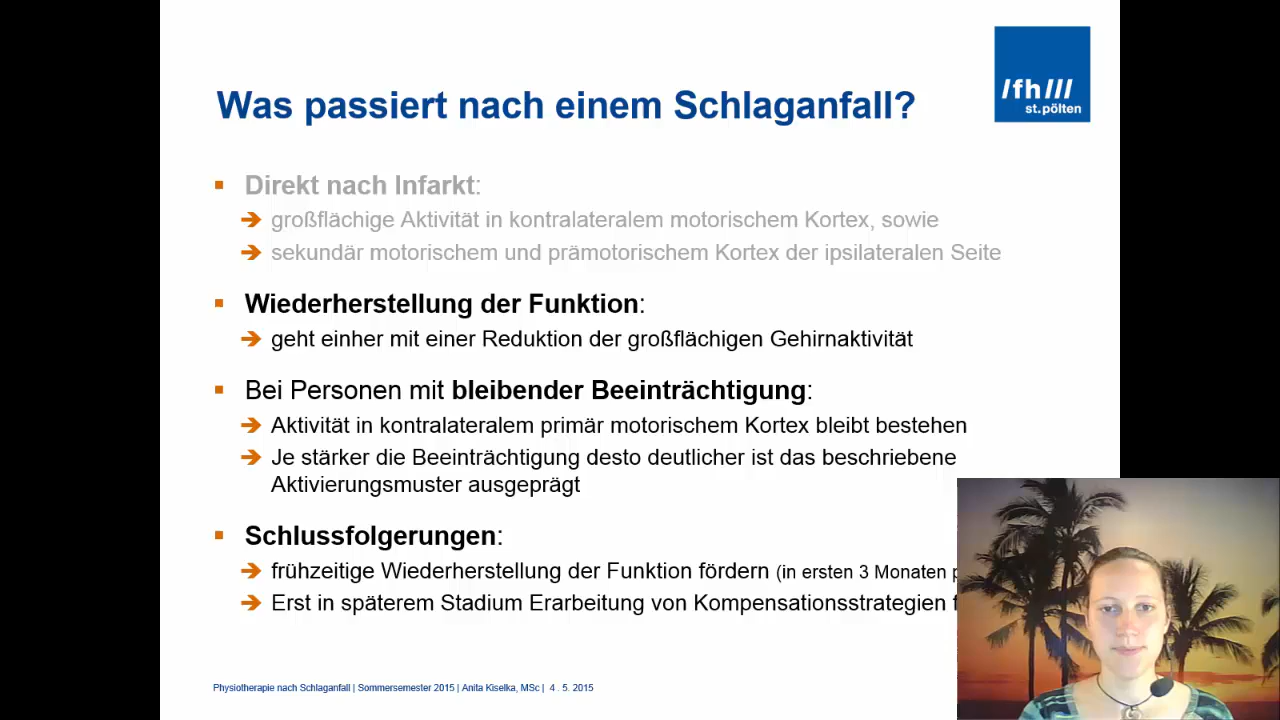 /fh///
st.pölten
Was passiert nach einem Schlaganfall?
Direkt nach Infarkt:
großflächige Aktivität in kontralateralem motorischem Kortex, sowie
sekundär motorischem und prämotorischem Kortex der ipsilateralen Seite
Wiederherstellung der Funktion:
geht einher mit einer Reduktion der großflächigen Gehirnaktivität
Bei Personen mit bleibender Beeinträchtigung:
Aktivität in kontralateralem primär motorischem Kortex bleibt bestehen
Je stärker die Beeinträchtigung desto deutlicher ist das beschriebene
Aktivierungsmuster ausgeprägt
Schlussfolgerungen:
frühzeitige Wiederherstellung der Funktion fördern (in ersten 3 Monaten
Erst in späterem Stadium Erarbeitung von Kompensationsstrategien
Physiotherapie nach Schlaganfall | Sommersemester 2015 | Anita Kiselka, MSc | 4 . 5. 2015